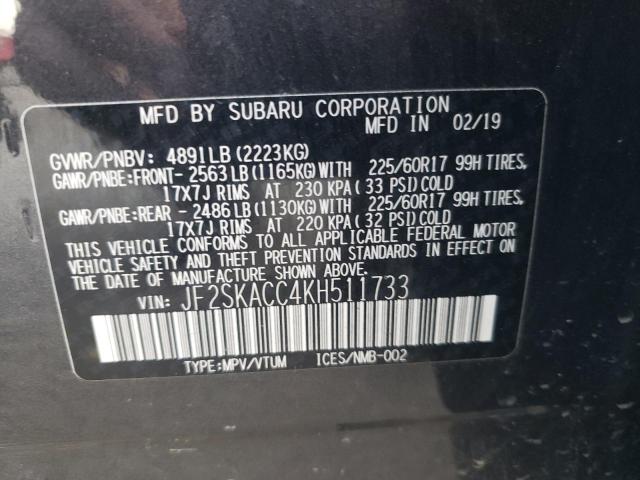 MFD BY SUBARU CORPORATION
MFD IN 02/19
GVWR/PNBV: 4891LB (2223KG)
GAWR/PNBE: FRONT- 2563 LB (1165KG) WITH 225/60R17 99H TIRES,
17X7J RIMS AT 230 KPA (33 PSI) COLD
GAWR/PNBE: REAR - 2486 LB (1130KG) WITH 225/60R17 99H TIRES,
17X7J RIMS AT 220 KPA (32 PSI) COLD
THIS VEHICLE CONFORMS TO ALL APPLICABLE FEDERAL MOTOR
VEHICLE SAFETY AND THEFT PREVENTION STANDARDS IN EFFECT ON
THE DATE OF MANUFACTURE SHOWN ABOVE.
VIN: JF2SKACC4KH511733
TYPE:MPV/VTUM ICES/NMB-002